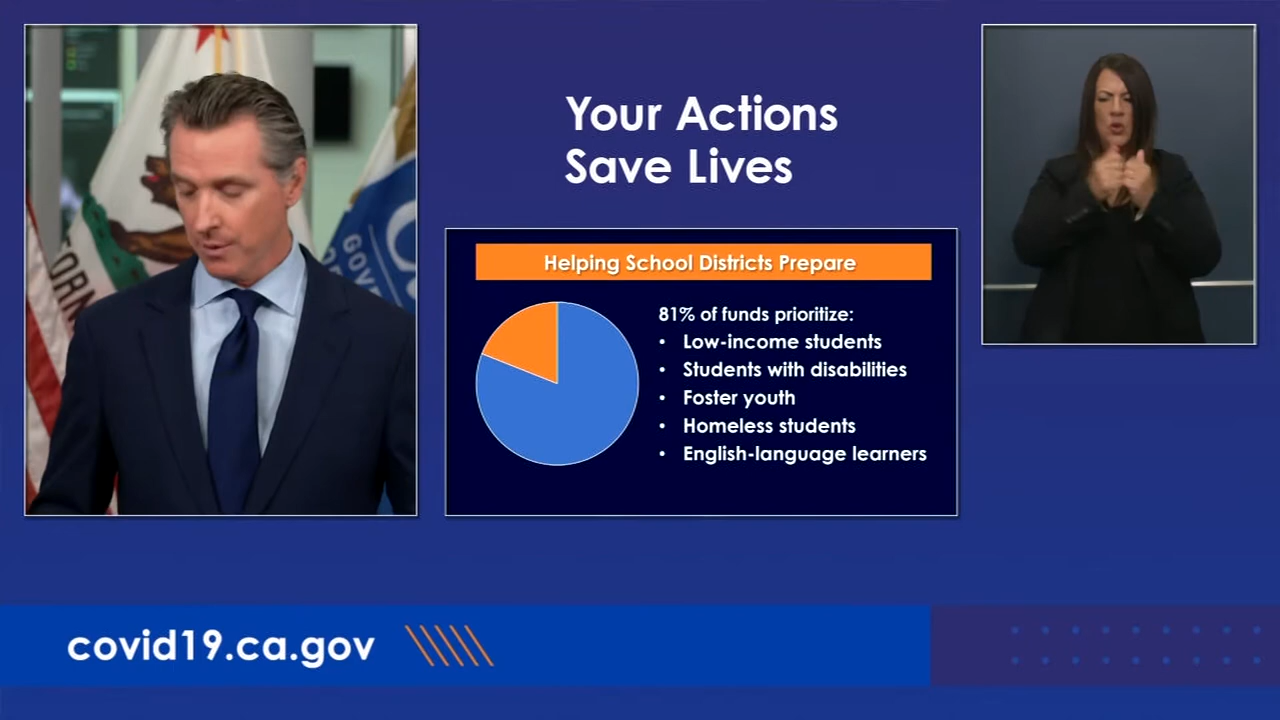 Your Actions
Save Lives
Helping School Districts Prepare
81% of funds prioritize:
• Low-income students
• Students with disabilities
• Foster youth
• Homeless students
• English-language learners
covid19.ca.gov